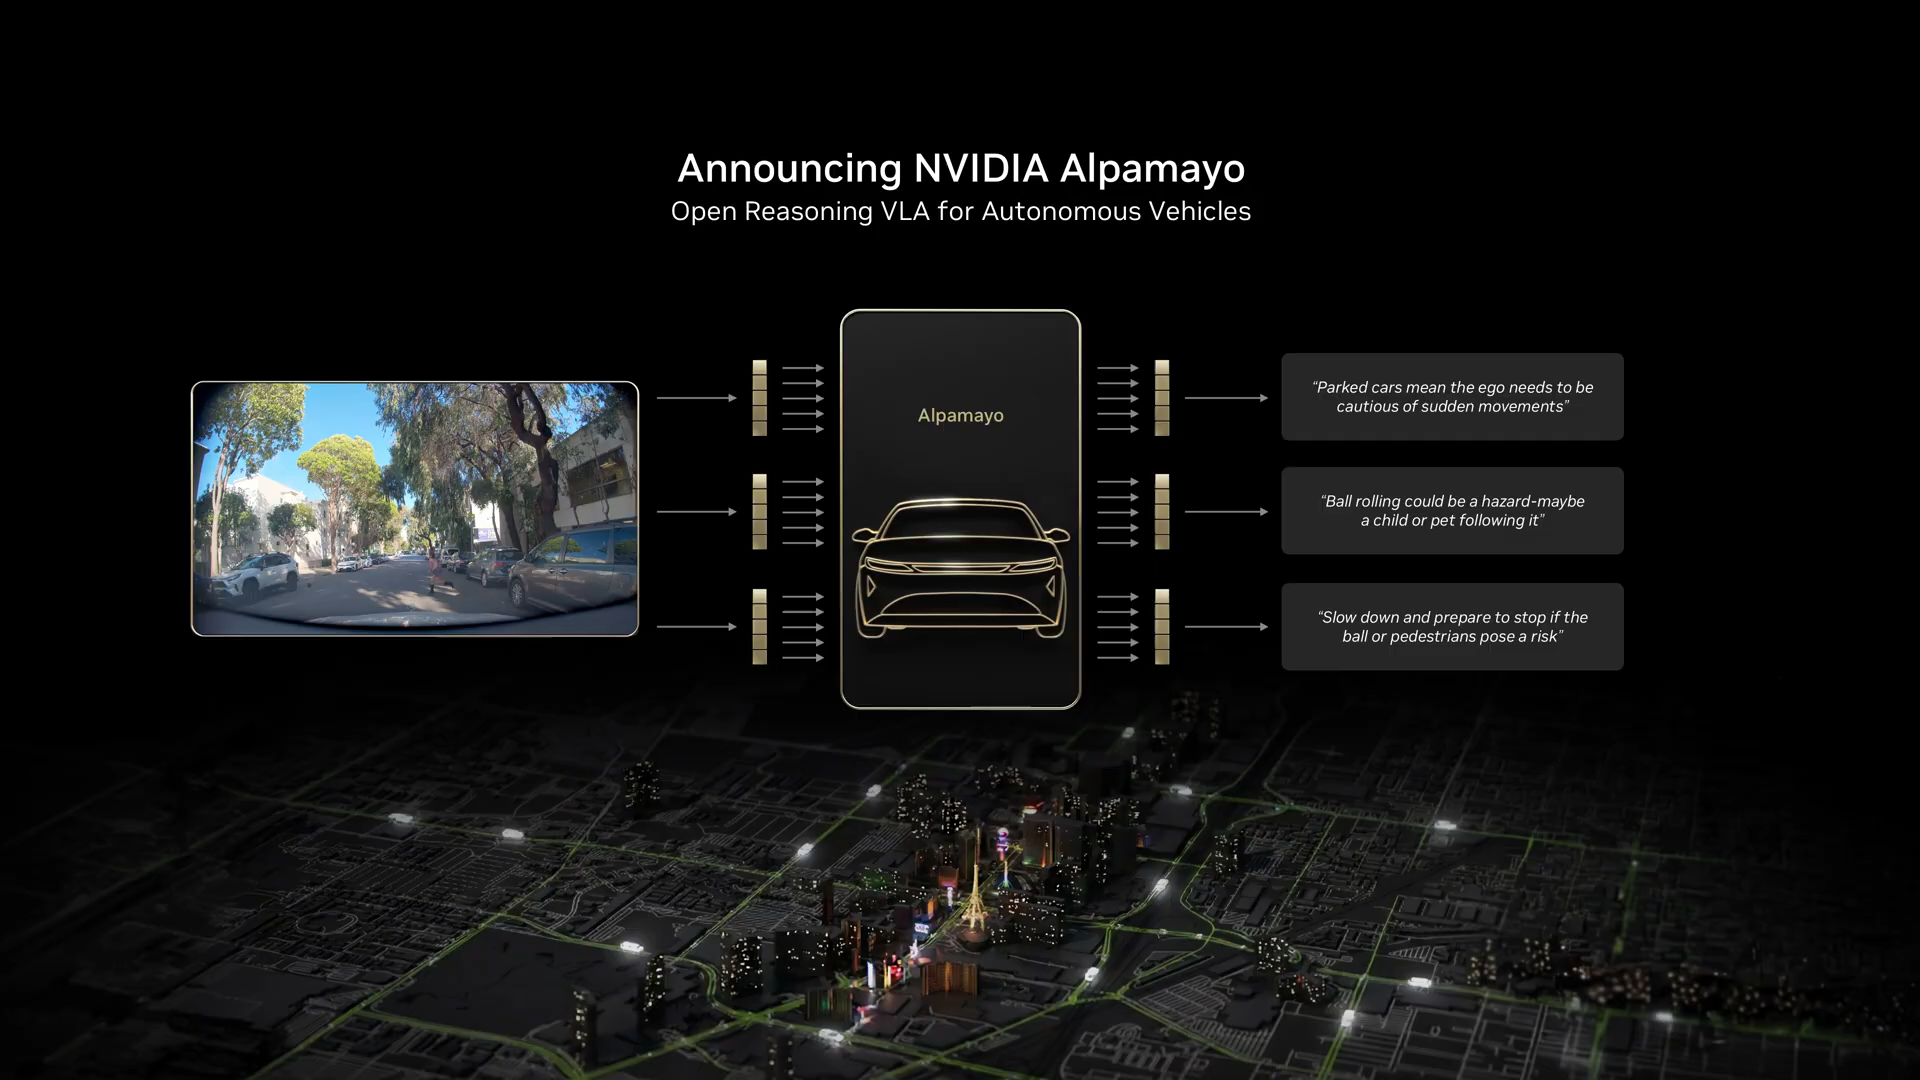 Announcing NVIDIA Alpamayo
Open Reasoning VLA for Autonomous Vehicles
Alpamayo
“Parked cars mean the ego needs to be
cautious of sudden movements”
“Ball rolling could be a hazard-maybe
a child or pet following it”
“Slow down and prepare to stop if the
ball or pedestrians pose a risk”